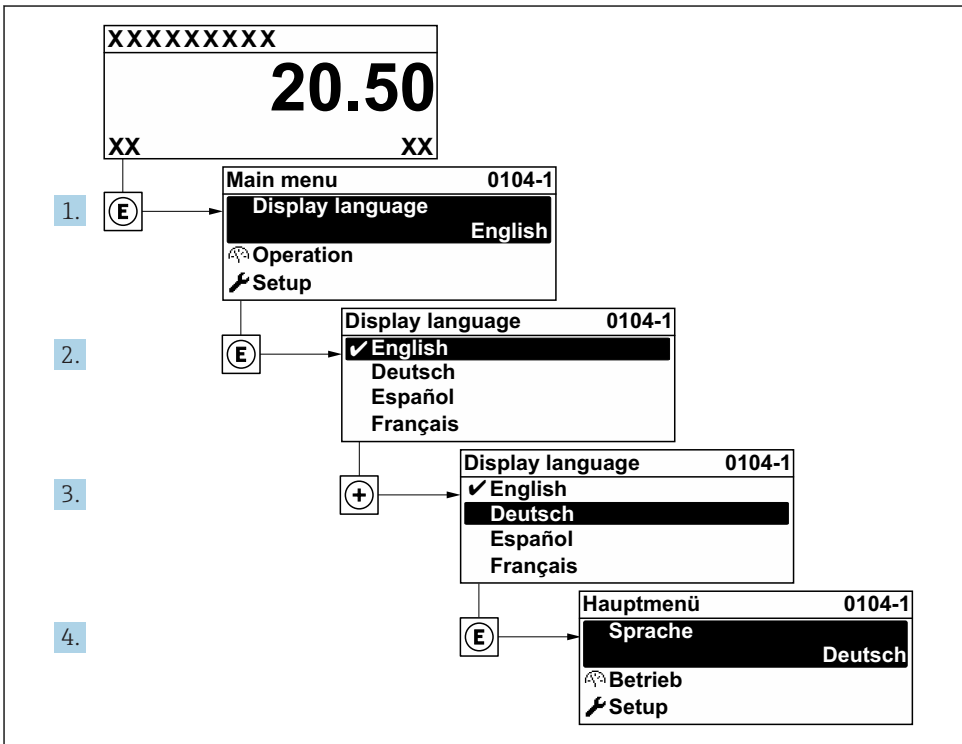 XXXXXXXXX
20.50
XX XX
1. E
Main menu 0104-1
Display language
English
Operation
Setup
2. E
Display language 0104-1
✔ English
Deutsch
Español
Français
3. +
Display language 0104-1
✔ English
Deutsch
Español
Français
4. E
Hauptmenü 0104-1
Sprache
Deutsch
Betrieb
Setup